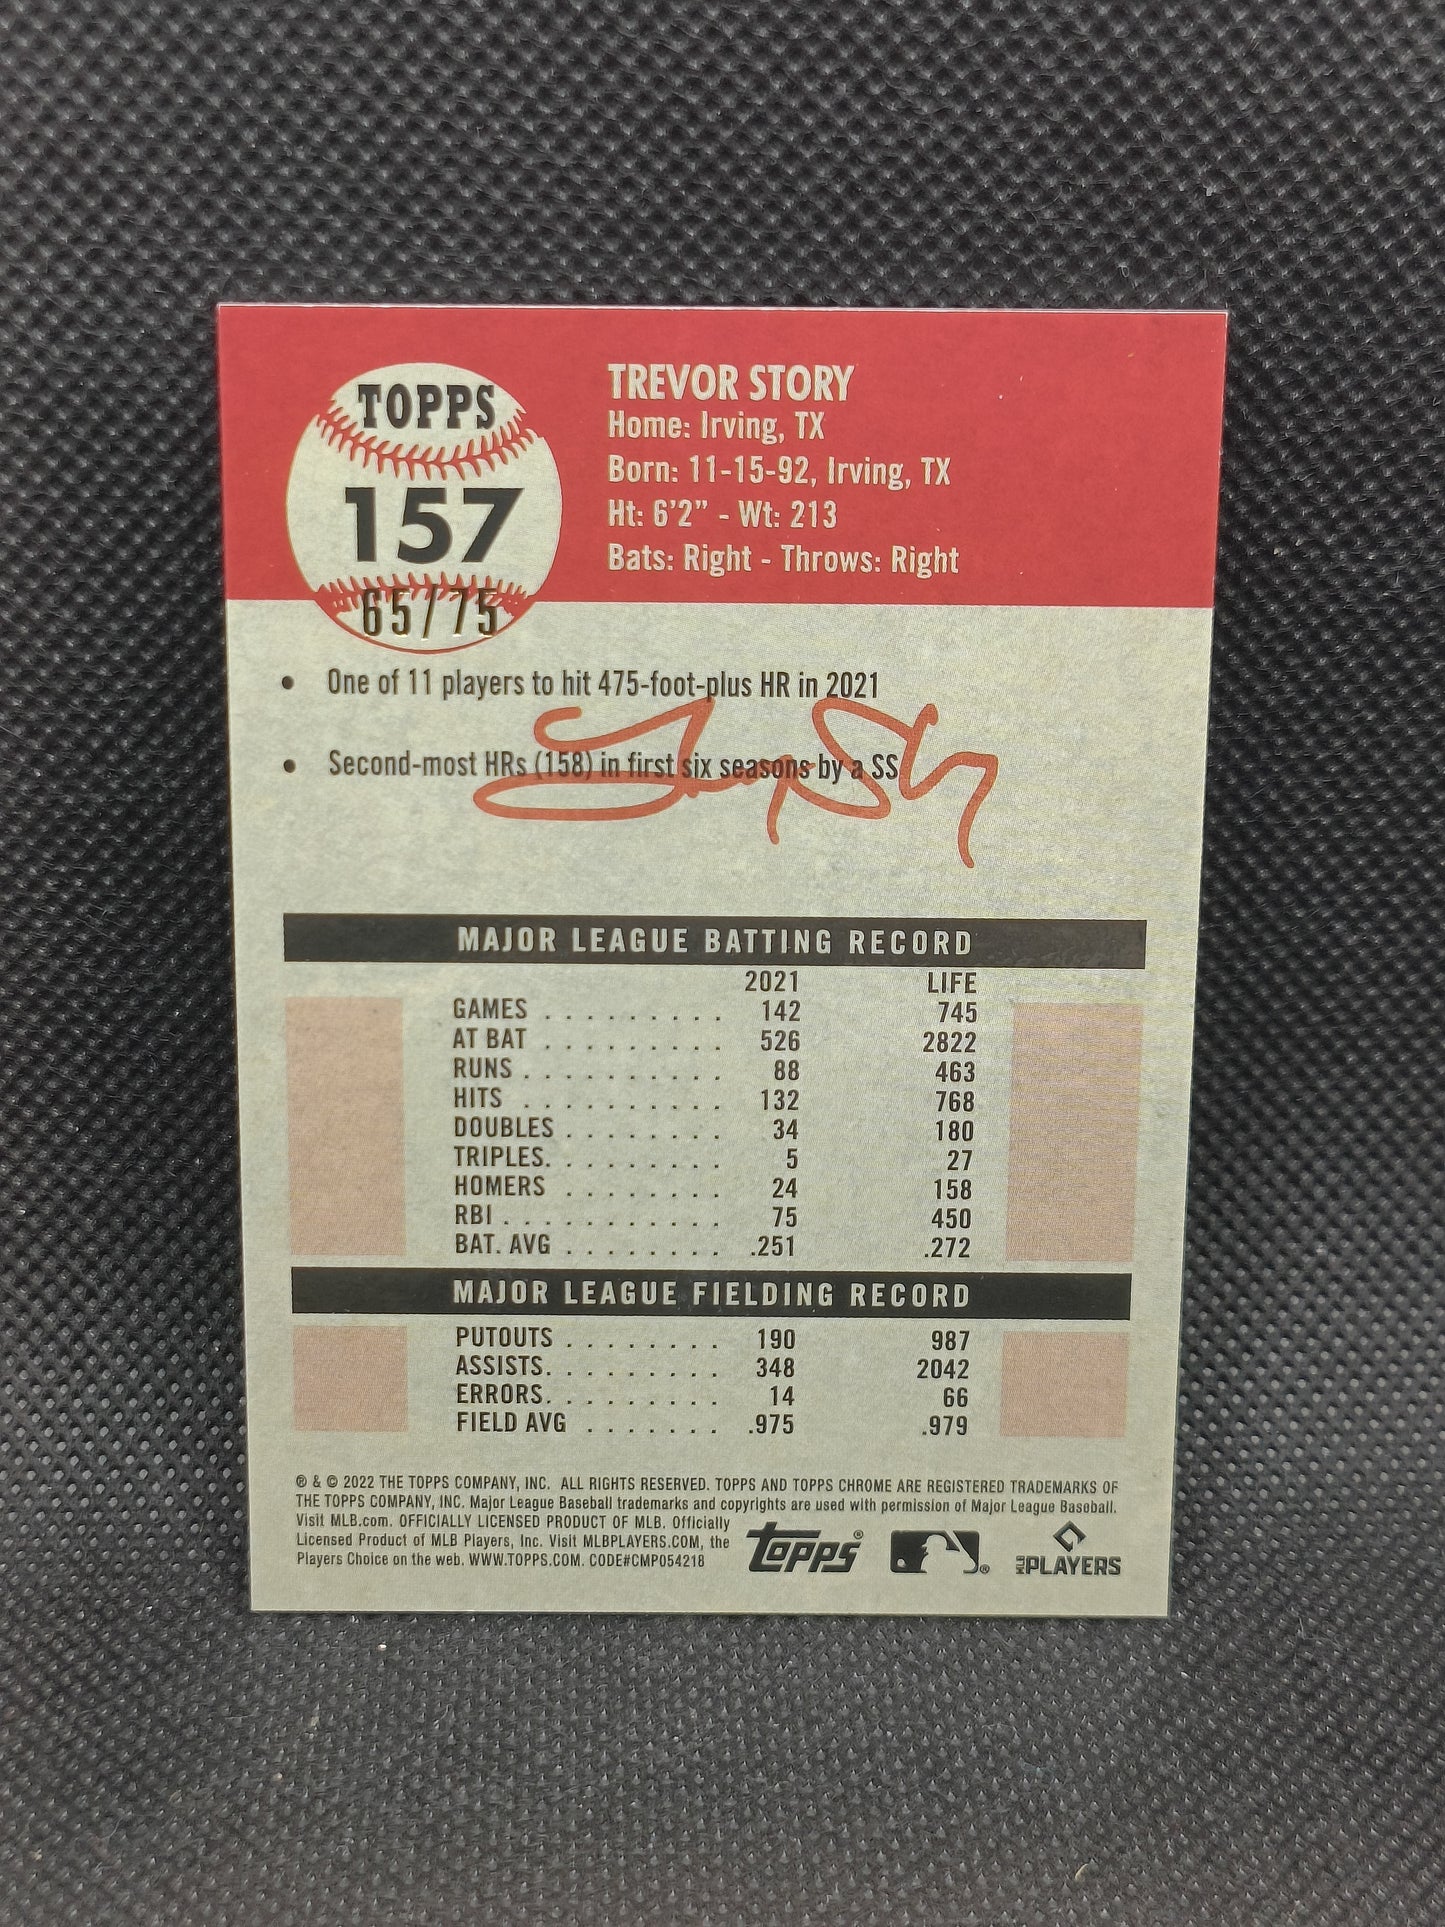 TOPPS
157
65/75
TREVOR STORY
Home: Irving, TX
Born: 11-15-92, Irving, TX
Ht: 6'2" - Wt: 213
Bats: Right - Throws: Right
• One of 11 players to hit 475-foot-plus HR in 2021
• Second-most HRs (158) in first six seasons by a SS
MAJOR LEAGUE BATTING RECORD
2021 LIFE
GAMES . . . . . . . . . 142 745
AT BAT . . . . . . . . . 526 2822
RUNS . . . . . . . . . . 88 463
HITS . . . . . . . . . . 132 768
DOUBLES . . . . . . . . 34 180
TRIPLES. . . . . . . . . 5 27
HOMERS . . . . . . . . 24 158
RBI . . . . . . . . . . . 75 450
BAT. AVG . . . . . . . . .251 .272
MAJOR LEAGUE FIELDING RECORD
PUTOUTS . . . . . . . . 190 987
ASSISTS. . . . . . . . . 348 2042
ERRORS. . . . . . . . . 14 66
FIELD AVG . . . . . . . .975 .979
® & © 2022 THE TOPPS COMPANY, INC. ALL RIGHTS RESERVED. TOPPS AND TOPPS CHROME ARE REGISTERED TRADEMARKS OF
THE TOPPS COMPANY, INC. Major League Baseball trademarks and copyrights are used with permission of Major League Baseball.
Visit MLB.com. OFFICIALLY LICENSED PRODUCT OF MLB. Officially
Licensed Product of MLB Players, Inc. Visit MLBPLAYERS.COM, the
Players Choice on the web. WWW.TOPPS.COM. CODE#CMP054218
topps®
®
MLB PLAYERS